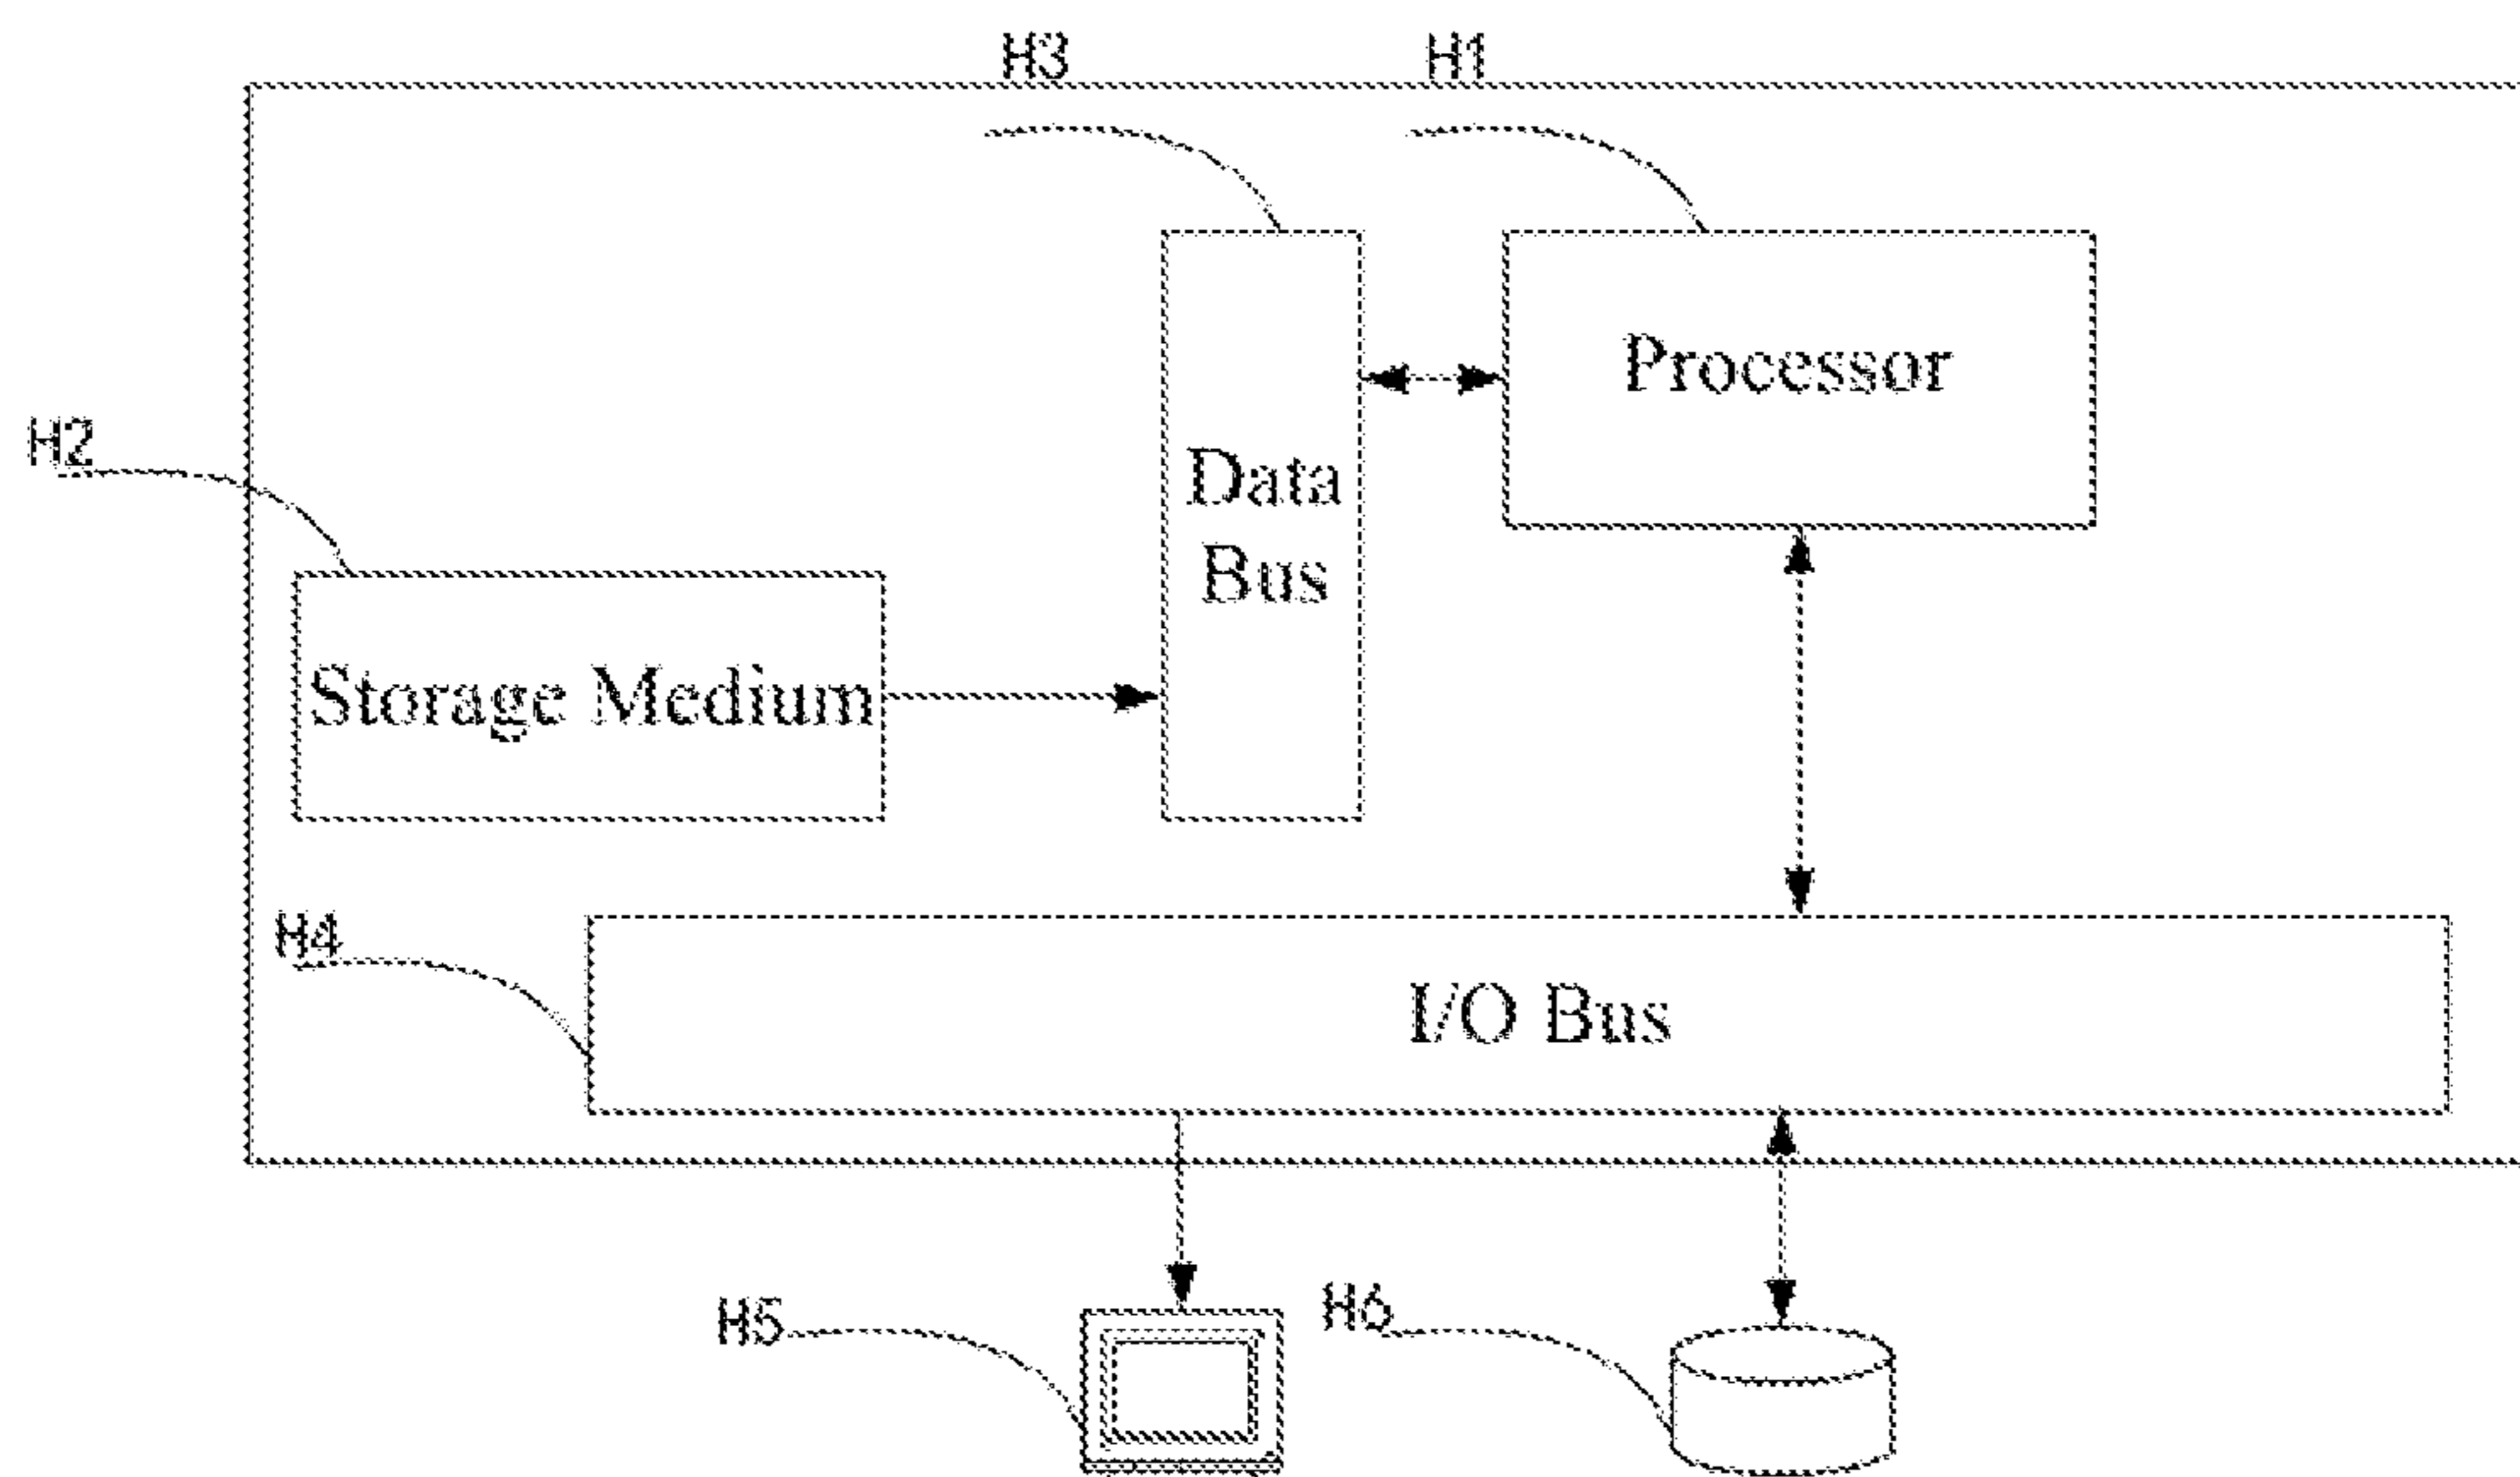 H3
H1
Processor
H2
Data
Bus
Storage Medium
H4
I/O Bus
H5
H6